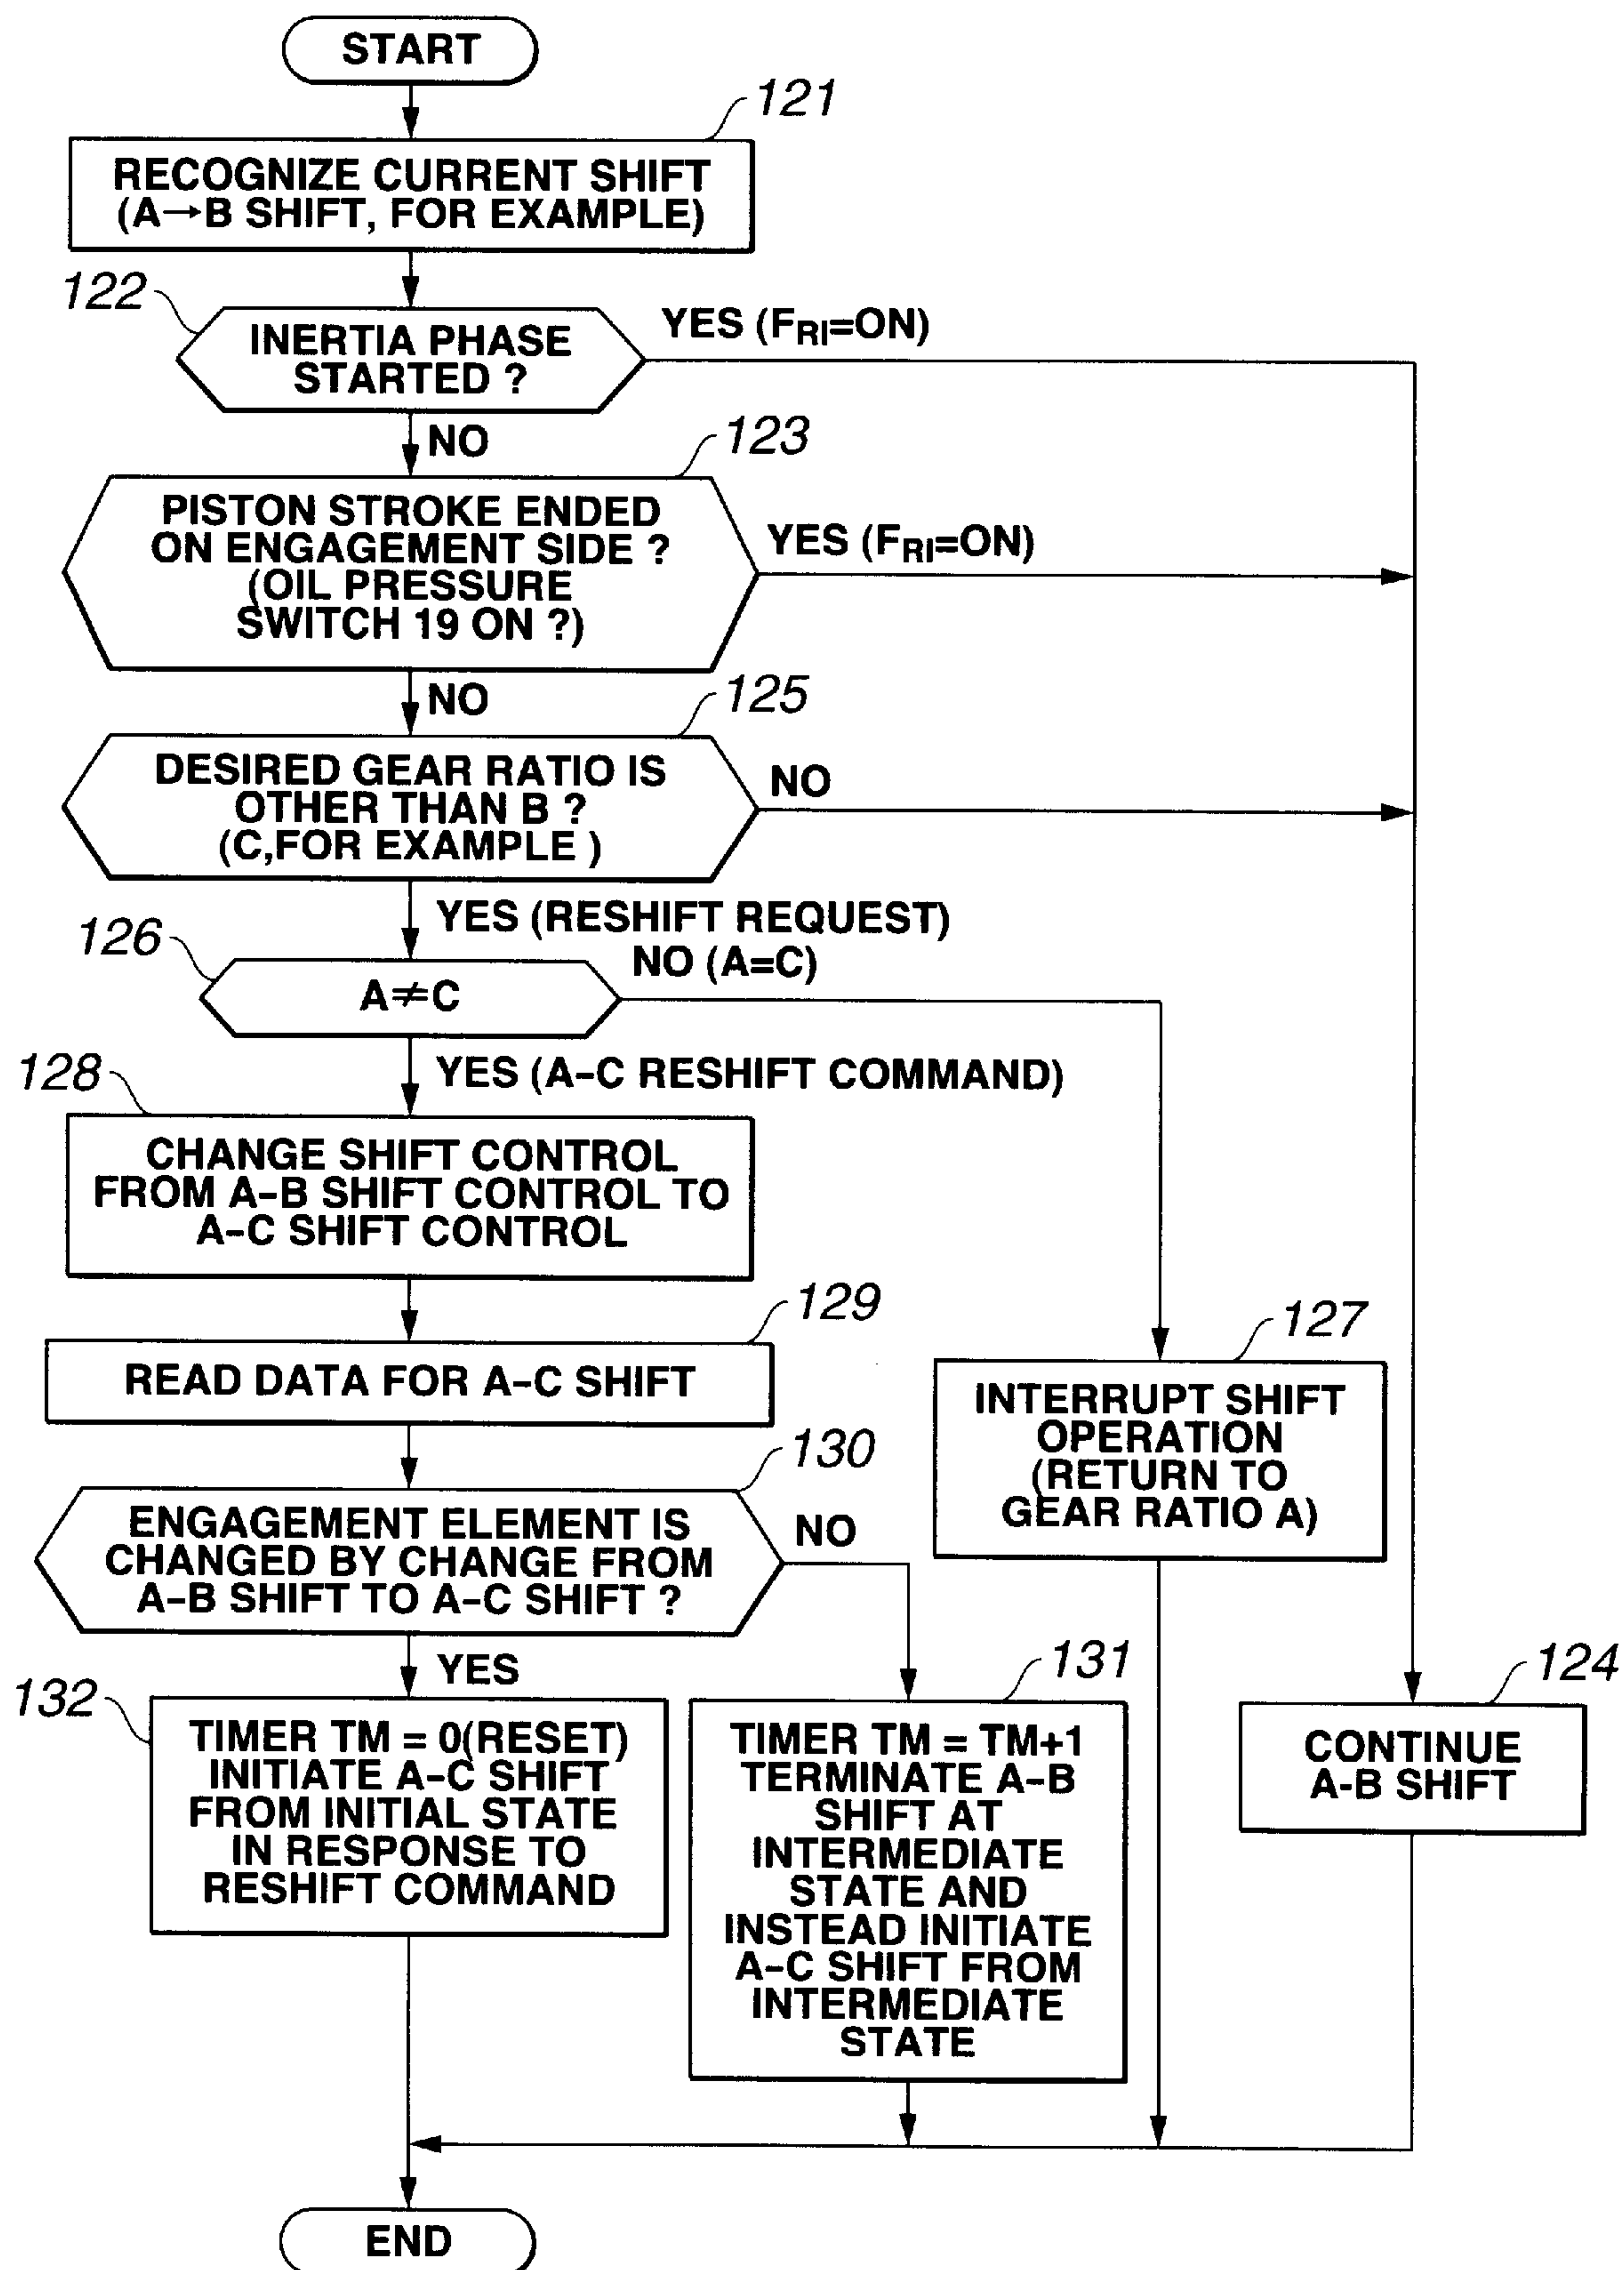 START
121
RECOGNIZE CURRENT SHIFT
(A→B SHIFT, FOR EXAMPLE)
122
INERTIA PHASE
STARTED ?
YES (FRI=ON)
NO
123
PISTON STROKE ENDED
ON ENGAGEMENT SIDE ?
(OIL PRESSURE
SWITCH 19 ON ?)
YES (FRI=ON)
NO
125
DESIRED GEAR RATIO IS
OTHER THAN B ?
(C,FOR EXAMPLE )
NO
YES (RESHIFT REQUEST)
126
A≠C
NO (A=C)
YES (A-C RESHIFT COMMAND)
128
CHANGE SHIFT CONTROL
FROM A-B SHIFT CONTROL TO
A-C SHIFT CONTROL
129
READ DATA FOR A-C SHIFT
127
INTERRUPT SHIFT
OPERATION
(RETURN TO
GEAR RATIO A)
130
ENGAGEMENT ELEMENT IS
CHANGED BY CHANGE FROM
A-B SHIFT TO A-C SHIFT ?
NO
YES
132
TIMER TM = 0(RESET)
INITIATE A-C SHIFT
FROM INITIAL STATE
IN RESPONSE TO
RESHIFT COMMAND
131
TIMER TM = TM+1
TERMINATE A-B
SHIFT AT
INTERMEDIATE
STATE AND
INSTEAD INITIATE
A-C SHIFT FROM
INTERMEDIATE
STATE
124
CONTINUE
A-B SHIFT
END